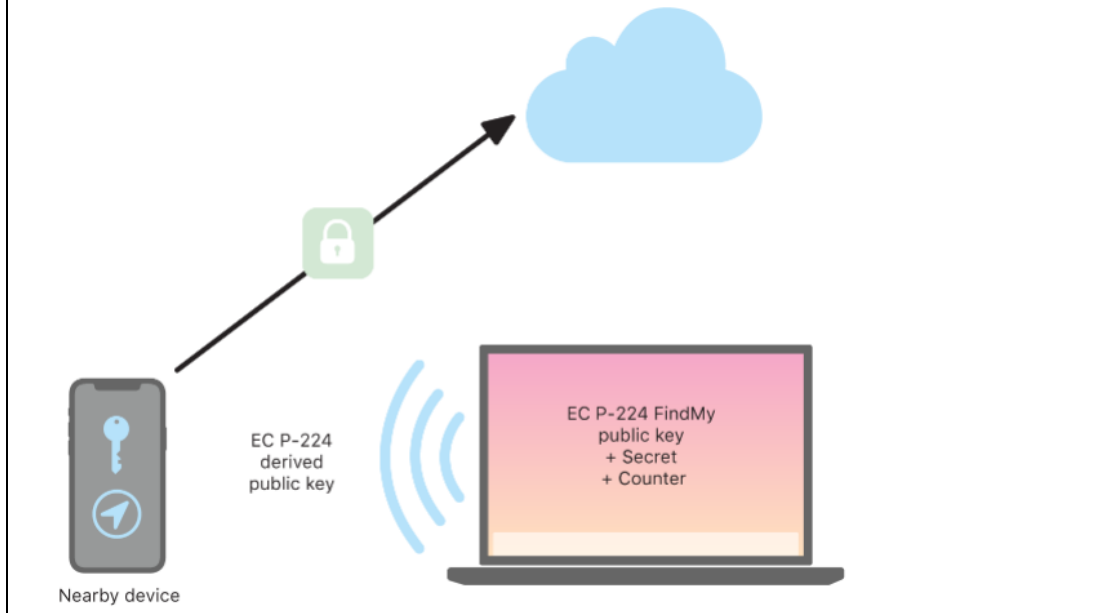 EC P-224 FindMy
public key
+ Secret
+ Counter
EC P-224
derived
public key
Nearby device